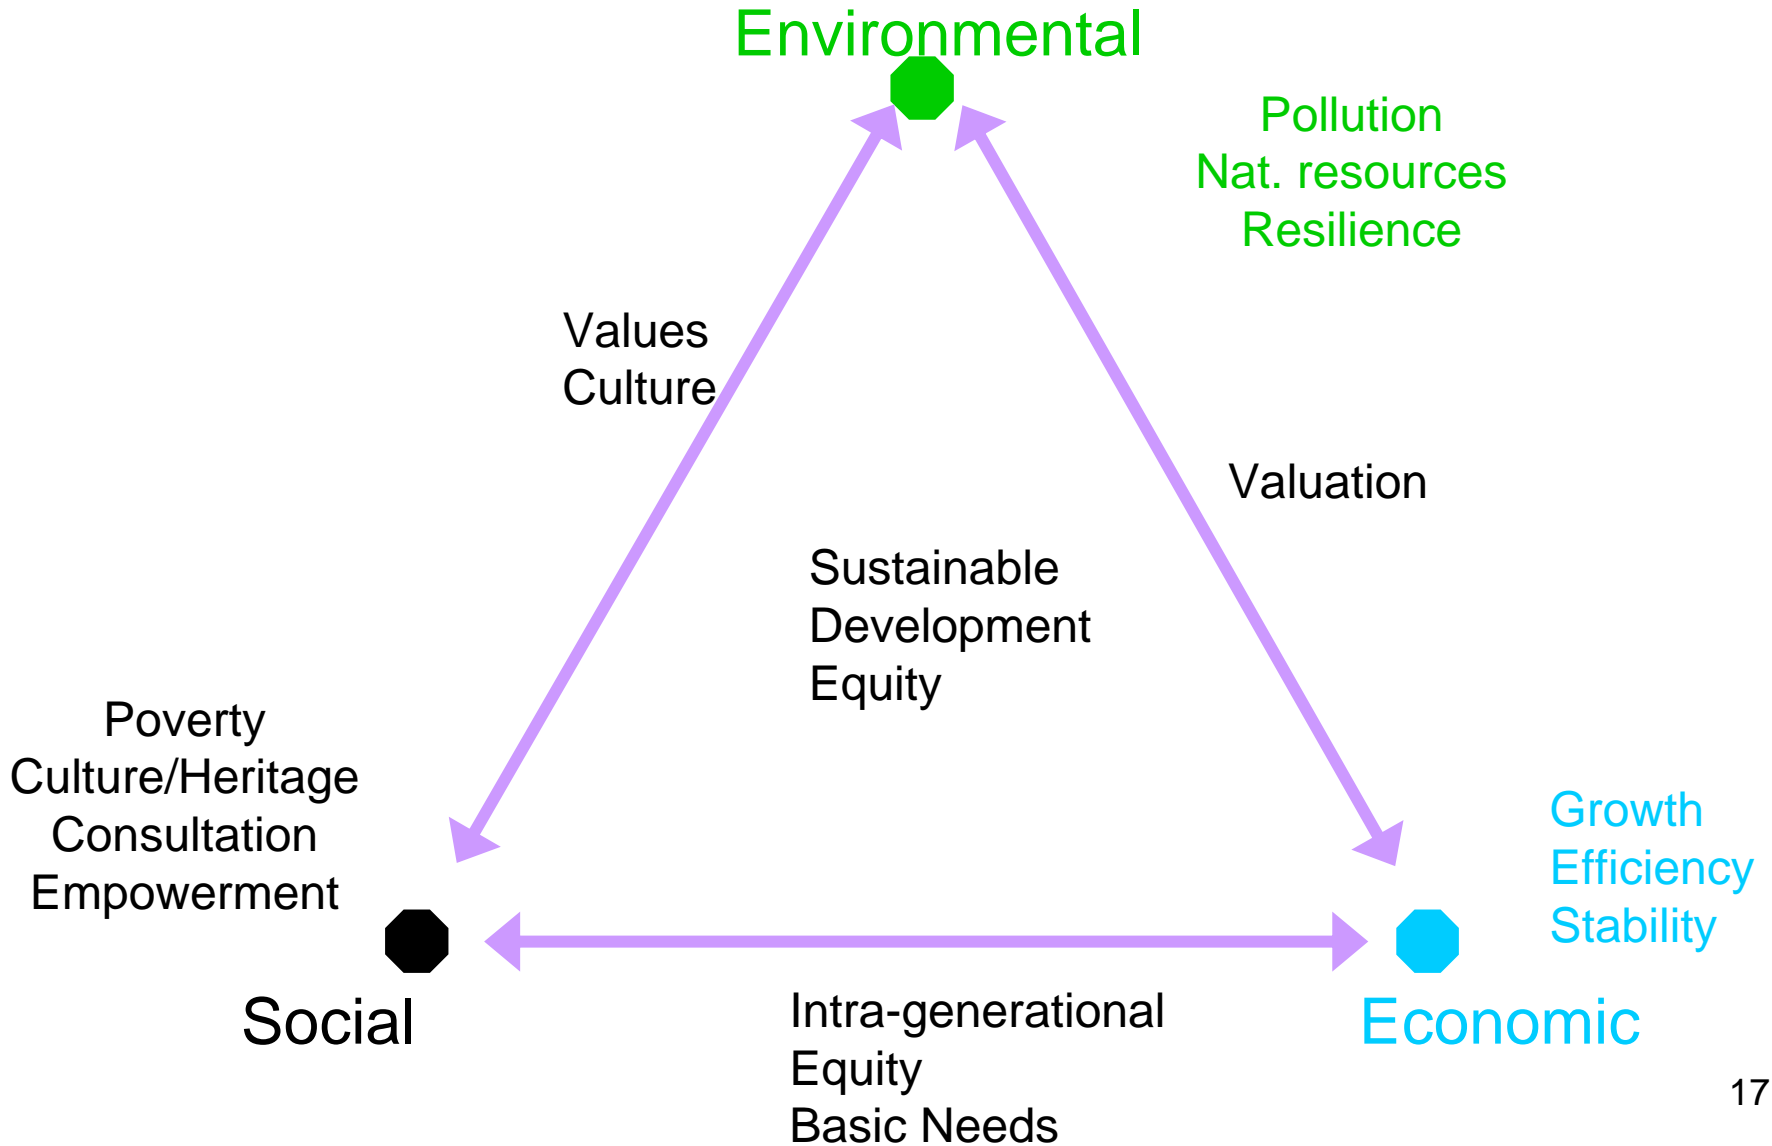 Environmental
Pollution
Nat. resources
Resilience
Values
Culture
Valuation
Sustainable
Development
Equity
Poverty
Culture/Heritage
Consultation
Empowerment
Growth
Efficiency
Stability
Social
Intra-generational
Equity
Basic Needs
Economic
17